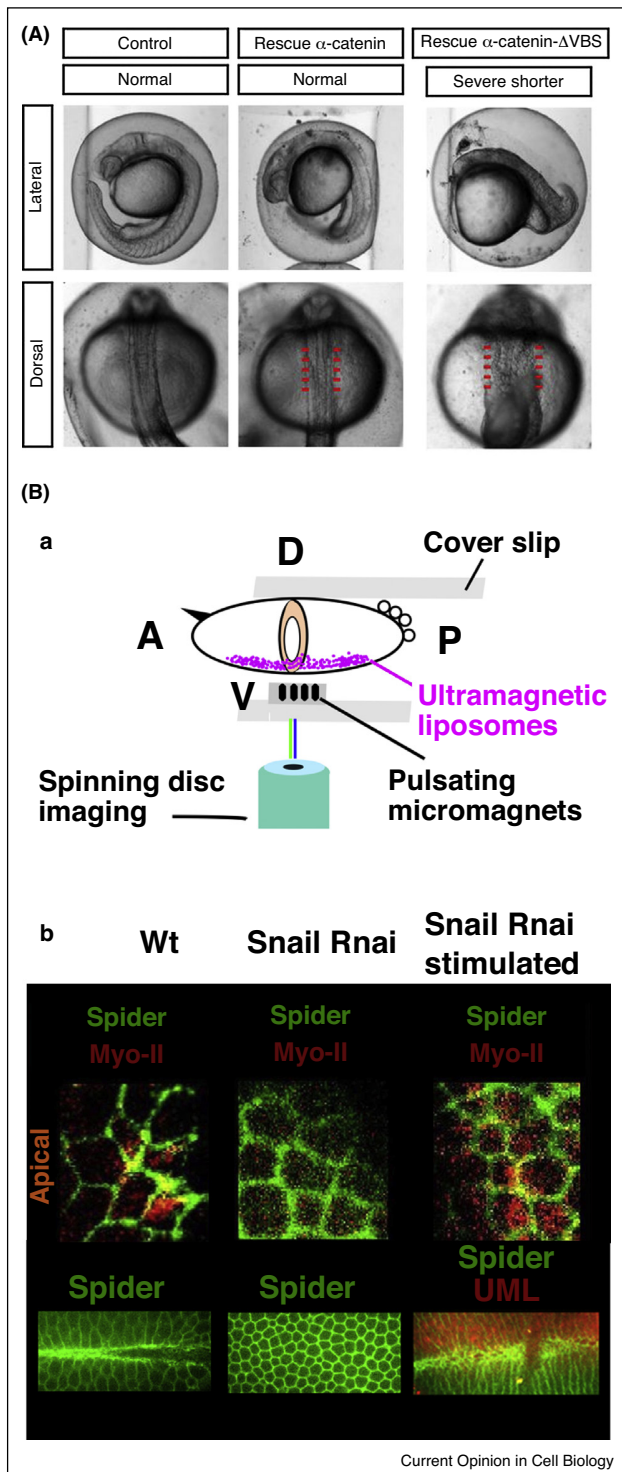 (A)
Control
Rescue α-catenin
Rescue α-catenin-ΔVBS
Normal
Normal
Severe shorter
Lateral
Dorsal
(B)
a
D
Cover slip
A
P
V
Ultramagnetic
liposomes
Spinning disc
imaging
Pulsating
micromagnets
b
Wt
Snail Rnai
Snail Rnai
stimulated
Spider
Spider
Spider
Myo-II
Myo-II
Myo-II
Apical
Spider
Spider
Spider
UML
Current Opinion in Cell Biology